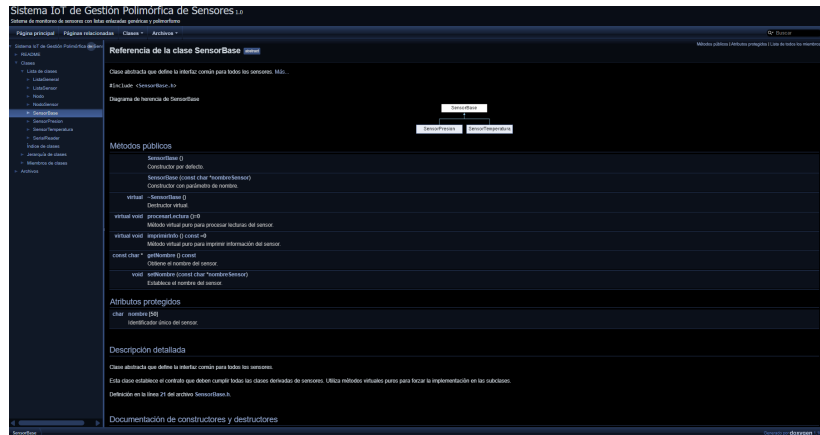 Sistema IoT de Gestión Polimórfica de Sensores 1.0
Sistema de monitoreo de sensores con listas enlazadas genéricas y polimorfismo
Página principal Páginas relacionadas Clases Archivos Buscar
Sistema IoT de Gestión Polimórfica de Sen
README
Clases
Lista de clases
ListaGeneral
ListaSensor
Nodo
NodoSensor
SensorBase
SensorPresion
SensorTemperatura
SerialReader
Índice de clases
Jerarquía de clases
Miembros de clases
Archivos
Métodos públicos | Atributos protegidos | Lista de todos los miembros
Referencia de la clase SensorBase abstract
Clase abstracta que define la interfaz común para todos los sensores. Más...
#include <SensorBase.h>
Diagrama de herencia de SensorBase
SensorBase
SensorPresion SensorTemperatura
Métodos públicos
SensorBase ()
Constructor por defecto.
SensorBase (const char *nombreSensor)
Constructor con parámetro de nombre.
virtual ~SensorBase ()
Destructor virtual.
virtual void procesarLectura ()=0
Método virtual puro para procesar lecturas del sensor.
virtual void imprimirInfo () const =0
Método virtual puro para imprimir información del sensor.
const char * getNombre () const
Obtiene el nombre del sensor.
void setNombre (const char *nombreSensor)
Establece el nombre del sensor.
Atributos protegidos
char nombre [50]
Identificador único del sensor.
Descripción detallada
Clase abstracta que define la interfaz común para todos los sensores.
Esta clase establece el contrato que deben cumplir todas las clases derivadas de sensores. Utiliza métodos virtuales puros para forzar la implementación en las subclases.
Definición en la línea 21 del archivo SensorBase.h.
Documentación de constructores y destructores
SensorBase
Generado por doxygen